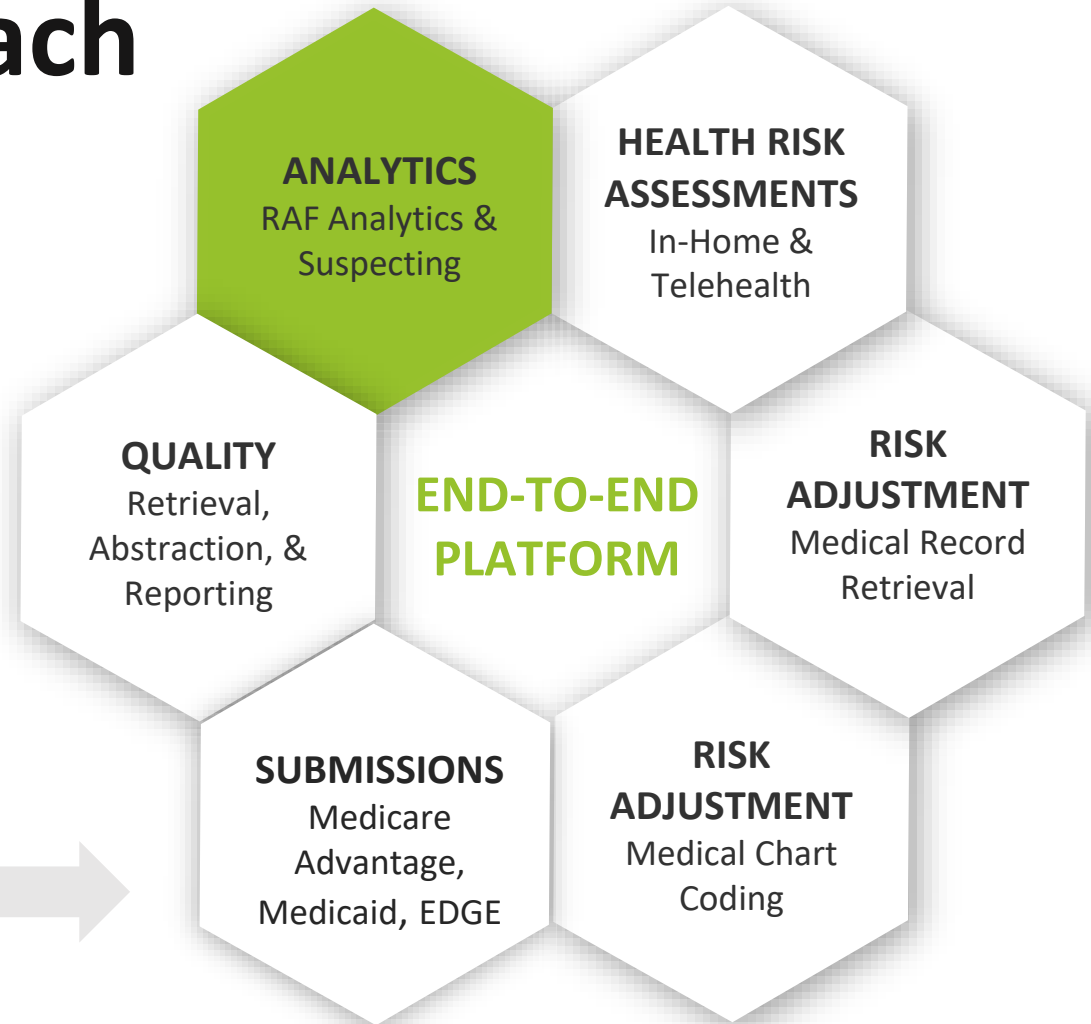 ach
ANALYTICS
RAF Analytics &
Suspecting
HEALTH RISK
ASSESSMENTS
In-Home &
Telehealth
QUALITY
Retrieval,
Abstraction, &
Reporting
END-TO-END
PLATFORM
RISK
ADJUSTMENT
Medical Record
Retrieval
SUBMISSIONS
Medicare
Advantage,
Medicaid, EDGE
RISK
ADJUSTMENT
Medical Chart
Coding